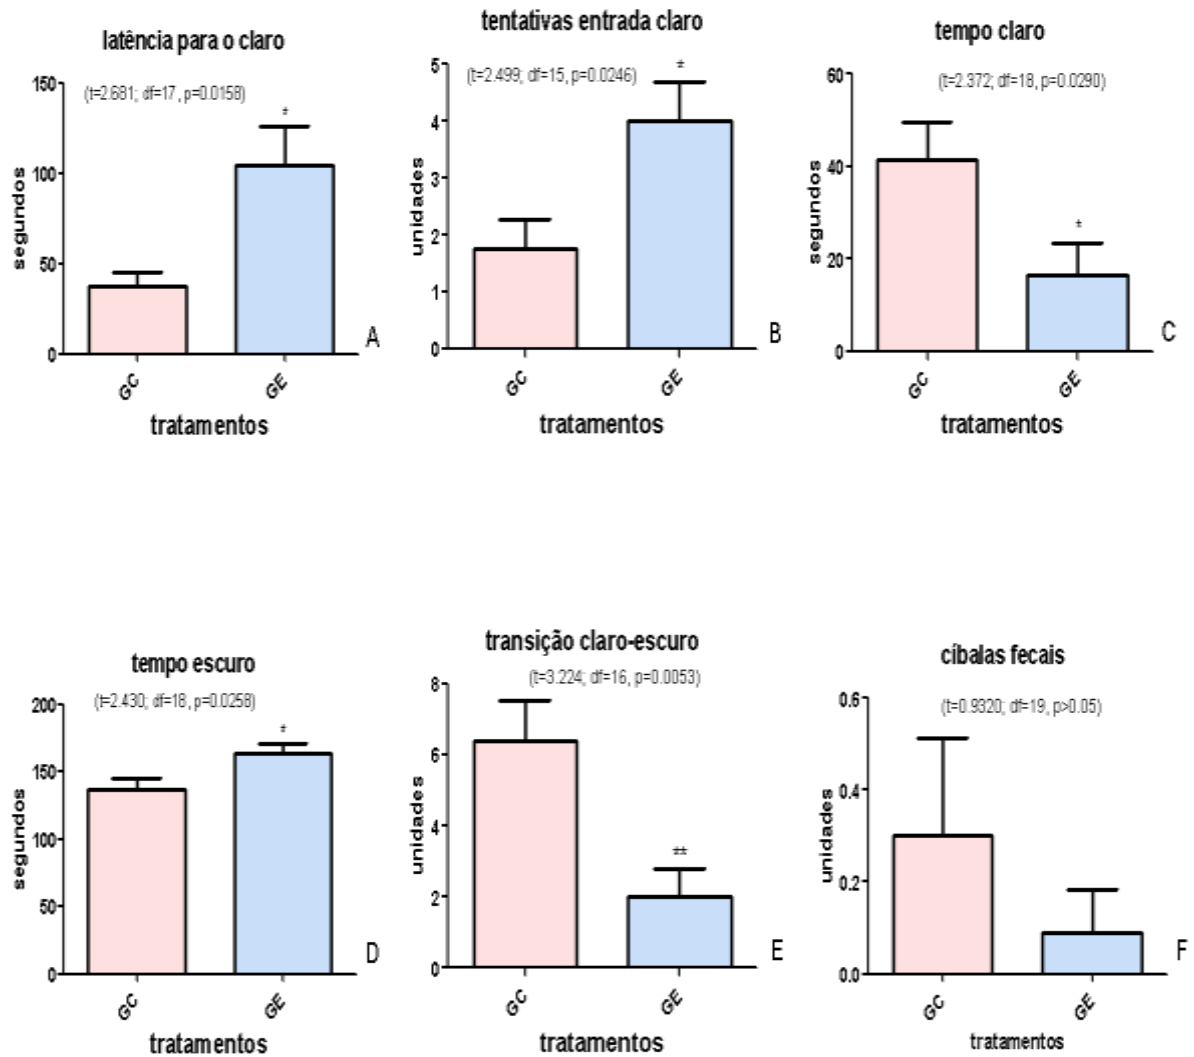 latência para o claro
(t=2.681; df=17, p=0.0158)
*
150
100
50
0
segundos
GC
GE
tratamentos
A
tentativas entrada claro
(t=2.499; df=15, p=0.0246)
*
5
4
3
2
1
0
unidades
GC
GE
tratamentos
B
tempo claro
(t=2.372; df=18, p=0.0290)
*
60
40
20
0
segundos
GC
GE
tratamentos
C
tempo escuro
(t=2.430; df=18, p=0.0258)
*
200
150
100
50
0
segundos
GC
GE
tratamentos
D
transição claro-escuro
(t=3.224; df=16, p=0.0053)
**
8
6
4
2
0
unidades
GC
GE
tratamentos
E
cíbalas fecais
(t=0.9320; df=19, p>0.05)
0.6
0.4
0.2
0.0
unidades
GC
GE
tratamentos
F